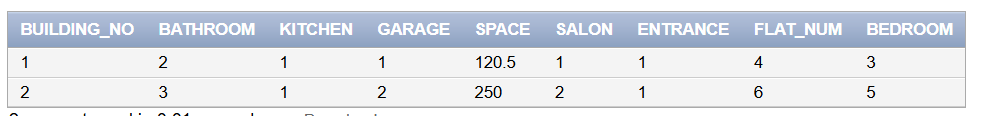 BUILDING_NO BATHROOM KITCHEN GARAGE SPACE SALON ENTRANCE FLAT_NUM BEDROOM
1 2 1 1 120.5 1 1 4 3
2 3 1 2 250 2 1 6 5